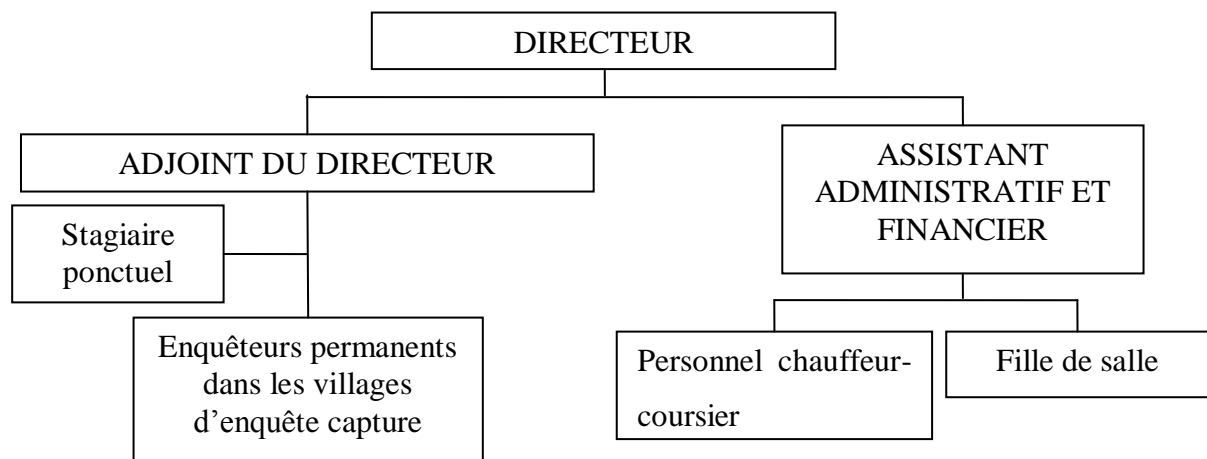 DIRECTEUR
ADJOINT DU DIRECTEUR
ASSISTANT
ADMINISTRATIF ET
FINANCIER
Stagiaire
ponctuel
Enquêteurs permanents
dans les villages
d’enquête capture
Personnel chauffeur-
coursier
Fille de salle